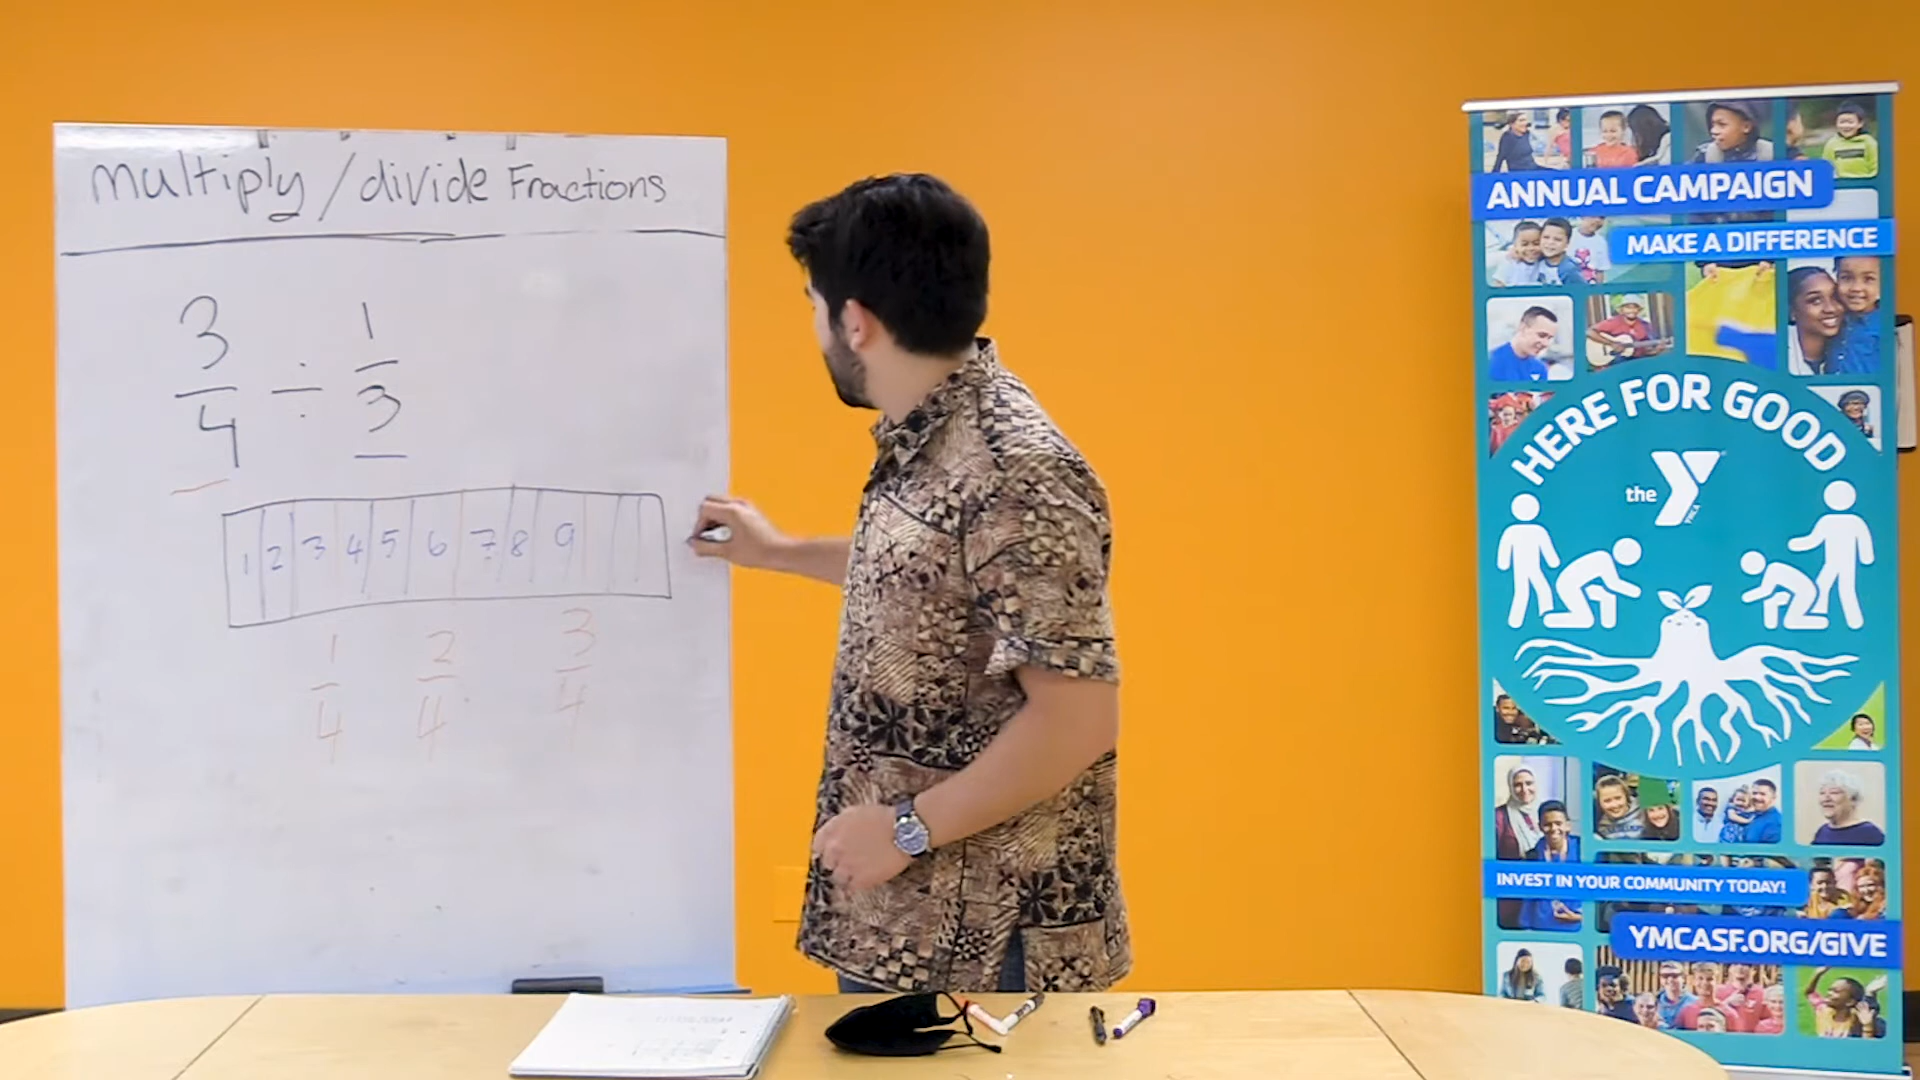 multiply / divide Fractions
3/4 ÷ 1/3
1 2 3 4 5 6 7 8 9
1/4 2/4 3/4
ANNUAL CAMPAIGN
MAKE A DIFFERENCE
HERE FOR GOOD
the Y
YMCA
INVEST IN YOUR COMMUNITY TODAY!
YMCASF.ORG/GIVE